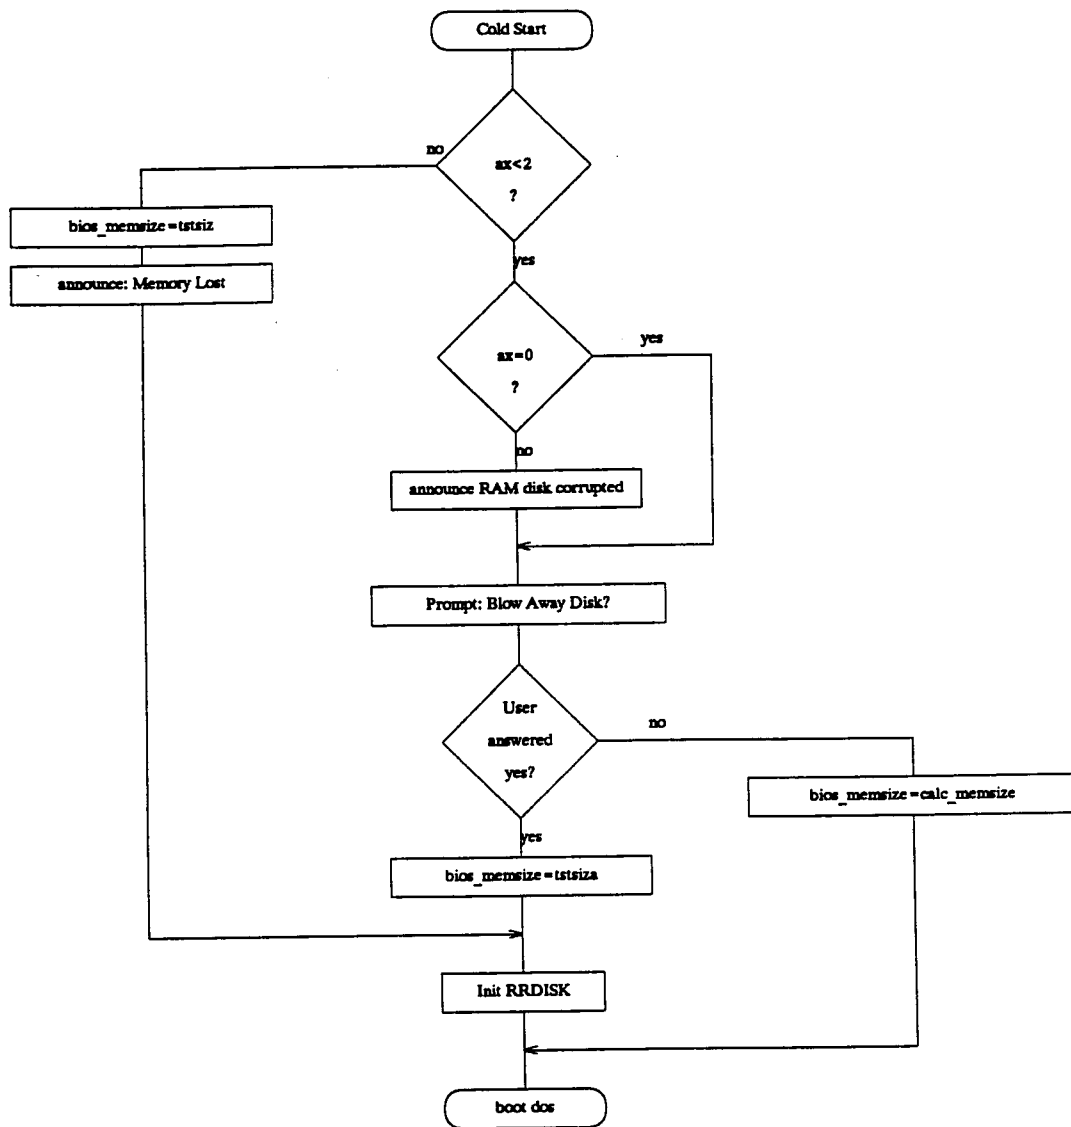 Cold Start
no
ax<2
?
bios_memsize=tstsiz
yes
announce: Memory Lost
yes
ax=0
?
no
announce RAM disk corrupted
Prompt: Blow Away Disk?
User
answered
yes?
no
bios_memsize=calc_memsize
yes
bios_memsize=tstsiza
Init RRDISK
boot dos